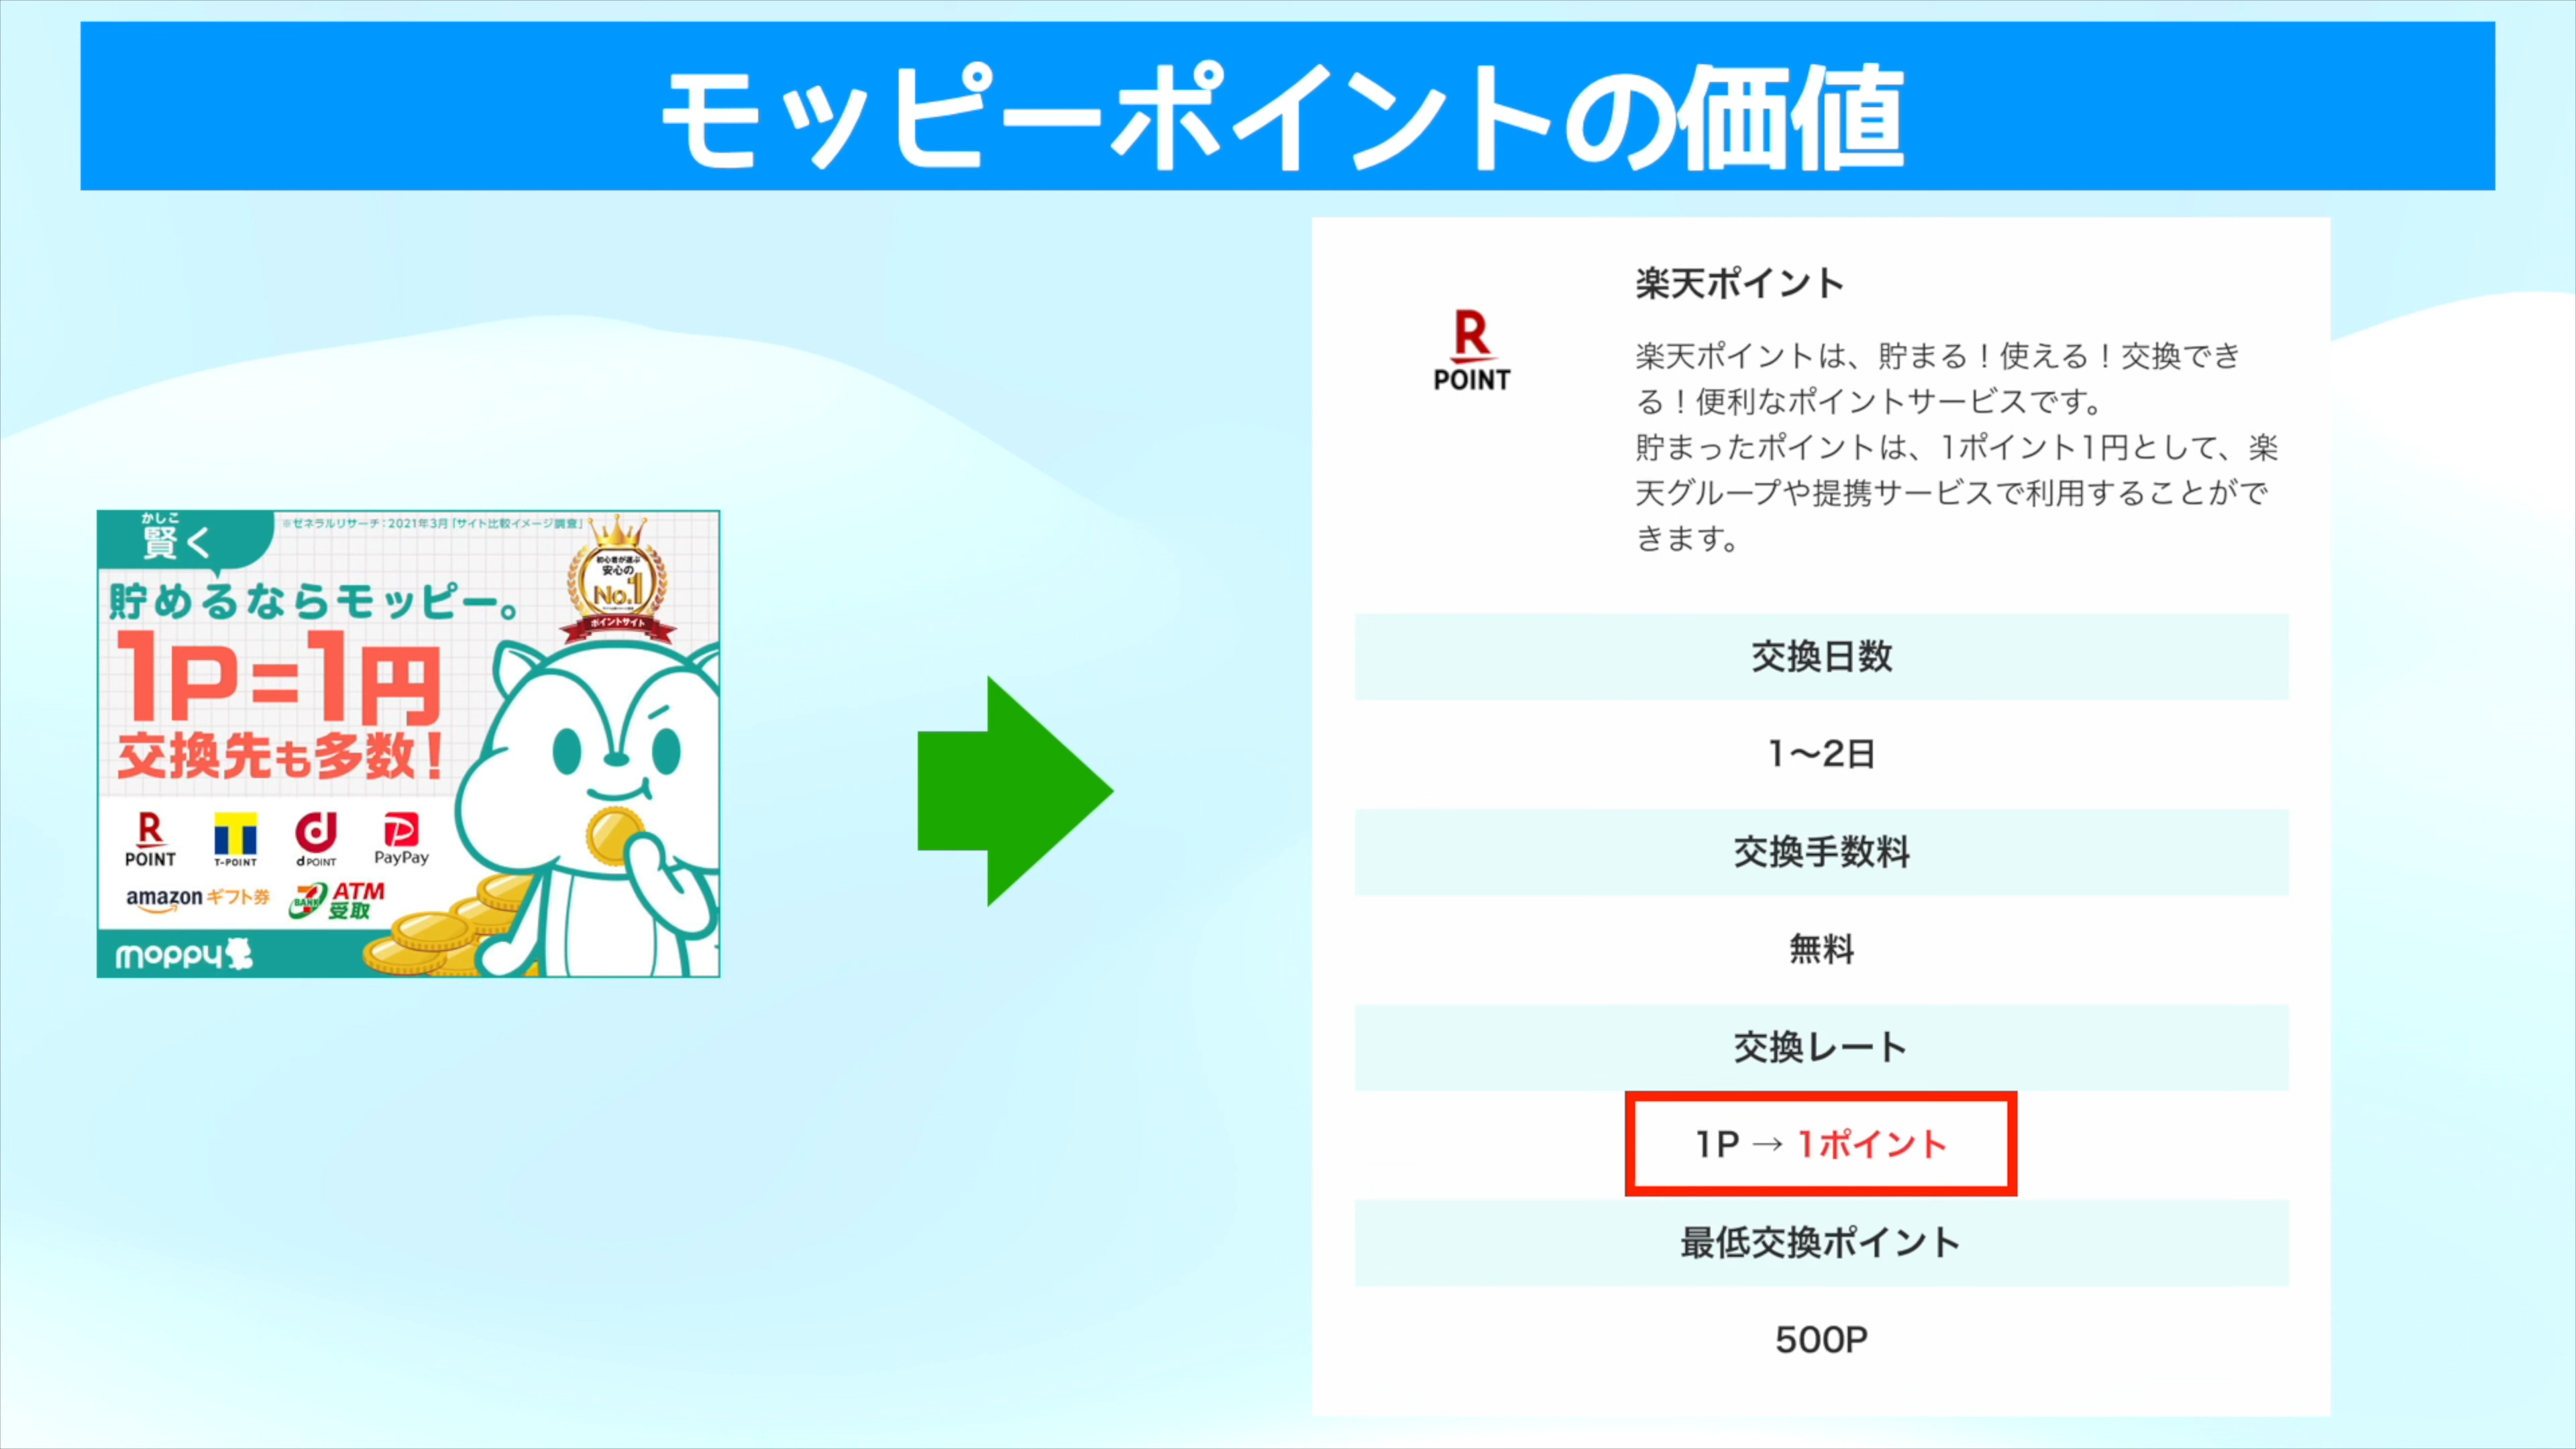 モッピーポイントの価値
かしこ
賢く
※ゼネラルリサーチ：2021年3月「サイト比較イメージ調査」
初心者が選ぶ
安心の
No.1
ポイントサイト
貯めるならモッピー。
1P=1円
交換先も多数！
R POINT
T-POINT
d POINT
PayPay
amazon ギフト券
7 BANK ATM受取
moppy
R
POINT
楽天ポイント
楽天ポイントは、貯まる！使える！交換でき
る！便利なポイントサービスです。
貯まったポイントは、1ポイント1円として、楽
天グループや提携サービスで利用することがで
きます。
交換日数
1～2日
交換手数料
無料
交換レート
1P → 1ポイント
最低交換ポイント
500P